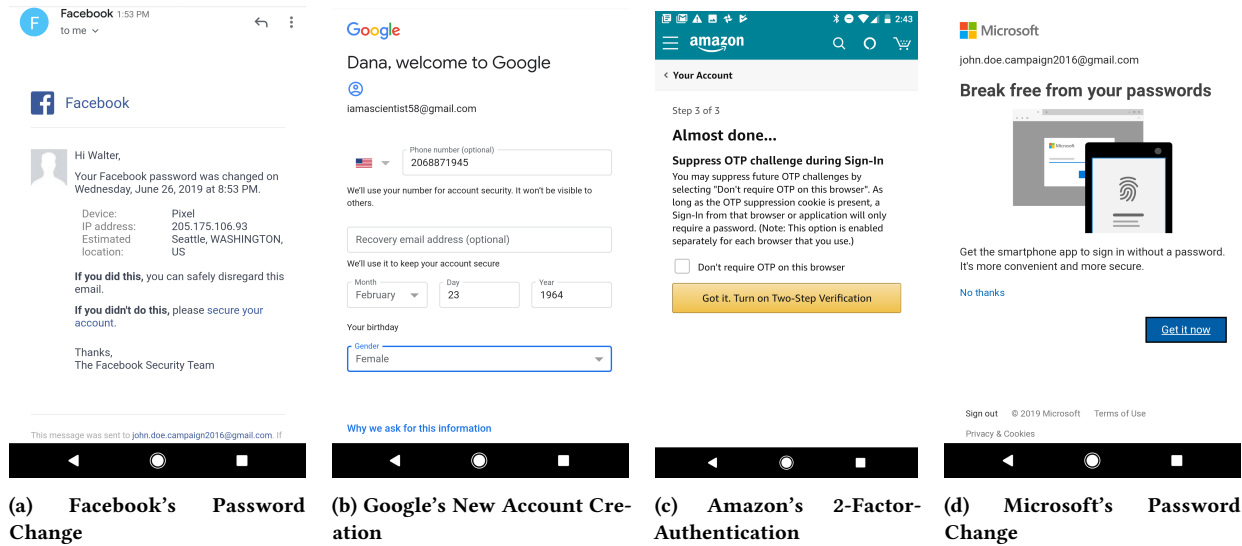 F
Facebook 1:53 PM
to me
Facebook
Hi Walter,
Your Facebook password was changed on
Wednesday, June 26, 2019 at 8:53 PM.
Device: Pixel
IP address: 205.175.106.93
Estimated Seattle, WASHINGTON,
location: US
If you did this, you can safely disregard this
email.
If you didn't do this, please secure your
account.
Thanks,
The Facebook Security Team
This message was sent to john.doe.campaign2016@gmail.com. If
(a) Facebook's Password
Change
Google
Dana, welcome to Google
iamascientist58@gmail.com
Phone number (optional)
2068871945
We'll use your number for account security. It won't be visible to
others.
Recovery email address (optional)
We'll use it to keep your account secure
Month Day Year
February 23 1964
Your birthday
Gender
Female
Why we ask for this information
(b) Google's New Account Cre-
ation
2:43
amazon
< Your Account
Step 3 of 3
Almost done...
Suppress OTP challenge during Sign-In
You may suppress future OTP challenges by
selecting "Don't require OTP on this browser". As
long as the OTP suppression cookie is present, a
Sign-In from that browser or application will only
require a password. (Note: This option is enabled
separately for each browser that you use.)
Don't require OTP on this browser
Got it. Turn on Two-Step Verification
(c) Amazon's 2-Factor-
Authentication
Microsoft
john.doe.campaign2016@gmail.com
Break free from your passwords
Microsoft
Get the smartphone app to sign in without a password.
It's more convenient and more secure.
No thanks
Get it now
Sign out © 2019 Microsoft Terms of Use
Privacy & Cookies
(d) Microsoft's Password
Change